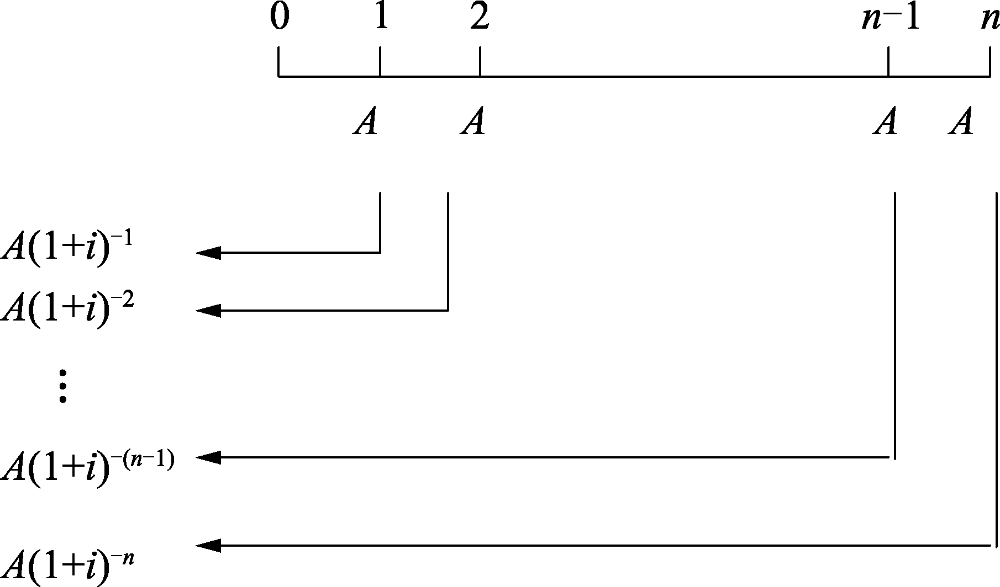 0 1 2 n−1 n
A A A A
A(1+i)⁻¹
A(1+i)⁻²
⋮
A(1+i)⁻⁽ⁿ⁻¹⁾
A(1+i)⁻ⁿ